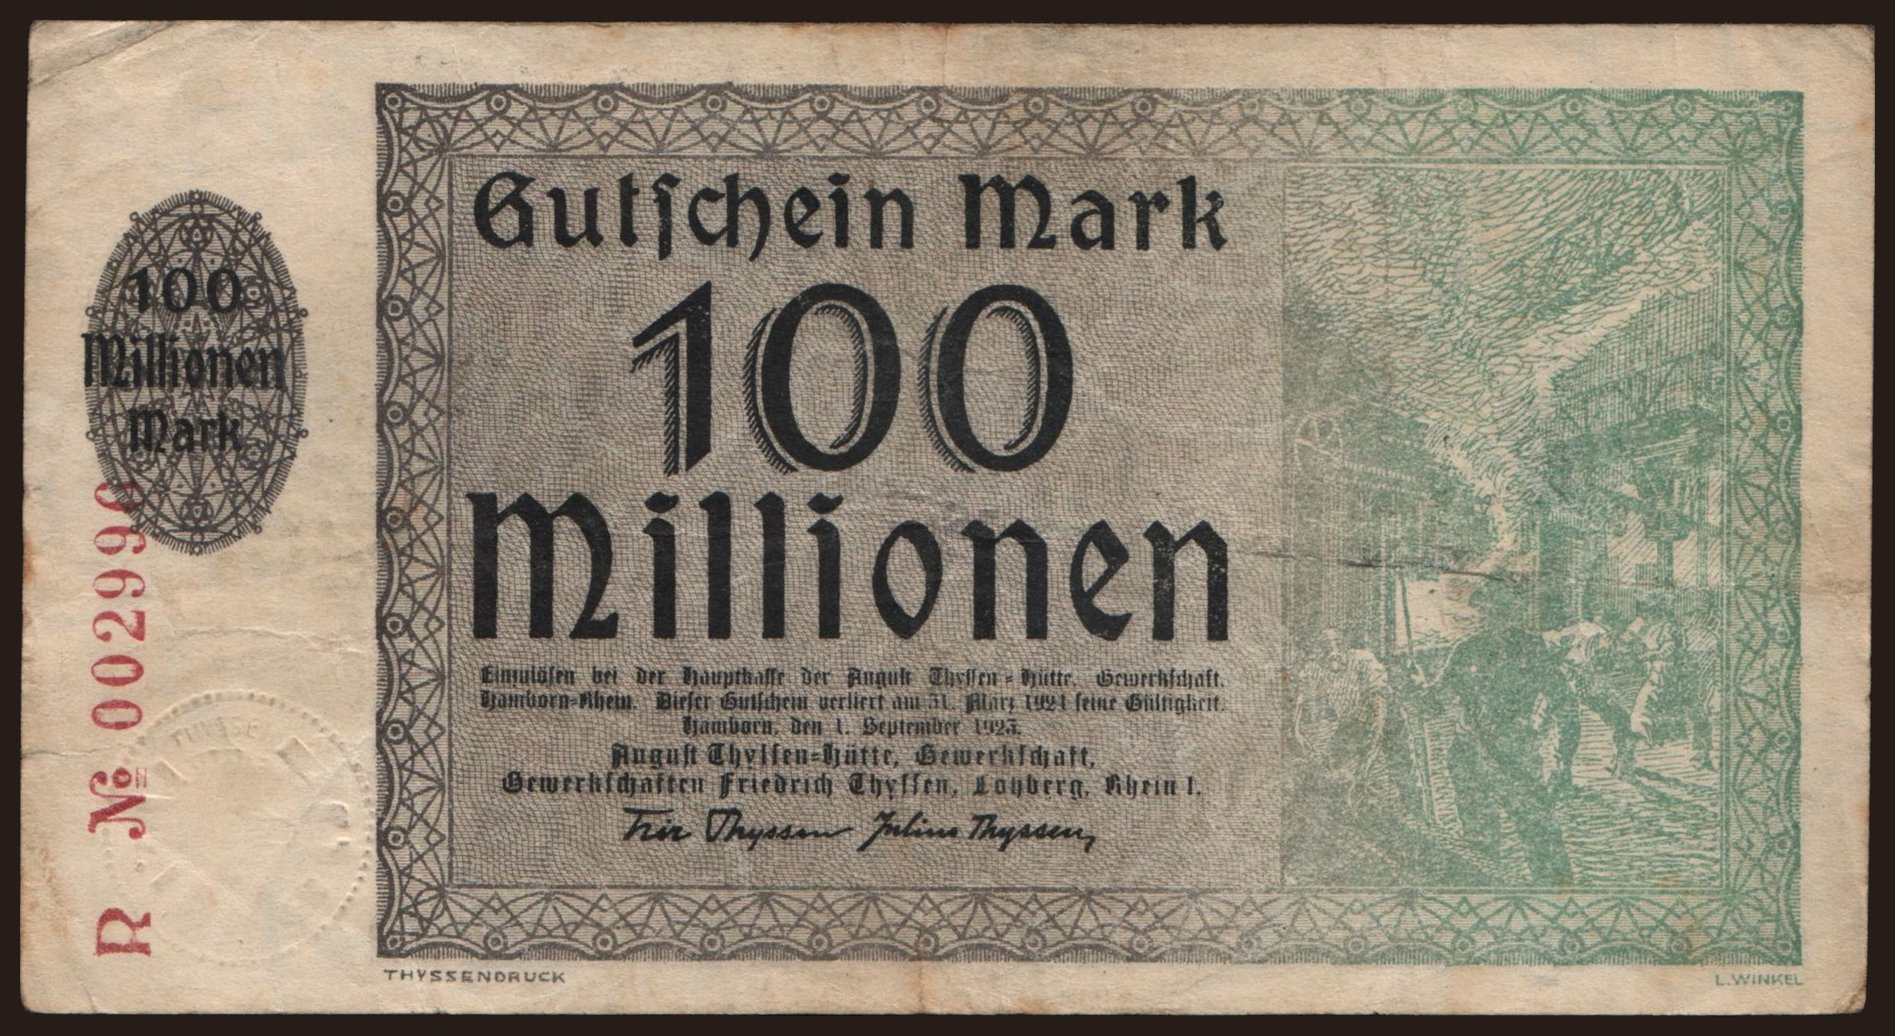 100
Millionen
Mark
R № 0029996
Gutschein Mark
100
Millionen
Einzulösen bei der Hauptkasse der August Thyssen=Hütte, Gewerkschaft,
Hamborn=Rhein. Dieser Gutschein verliert am 31. März 1924 seine Gültigkeit.
Hamborn, den 1. September 1923.
August Thyssen=Hütte, Gewerkschaft,
Gewerkschaften Friedrich Thyssen, Lohberg, Rhein I.
Fritz Thyssen Julius Thyssen
THYSSENDRUCK
L. WINKEL